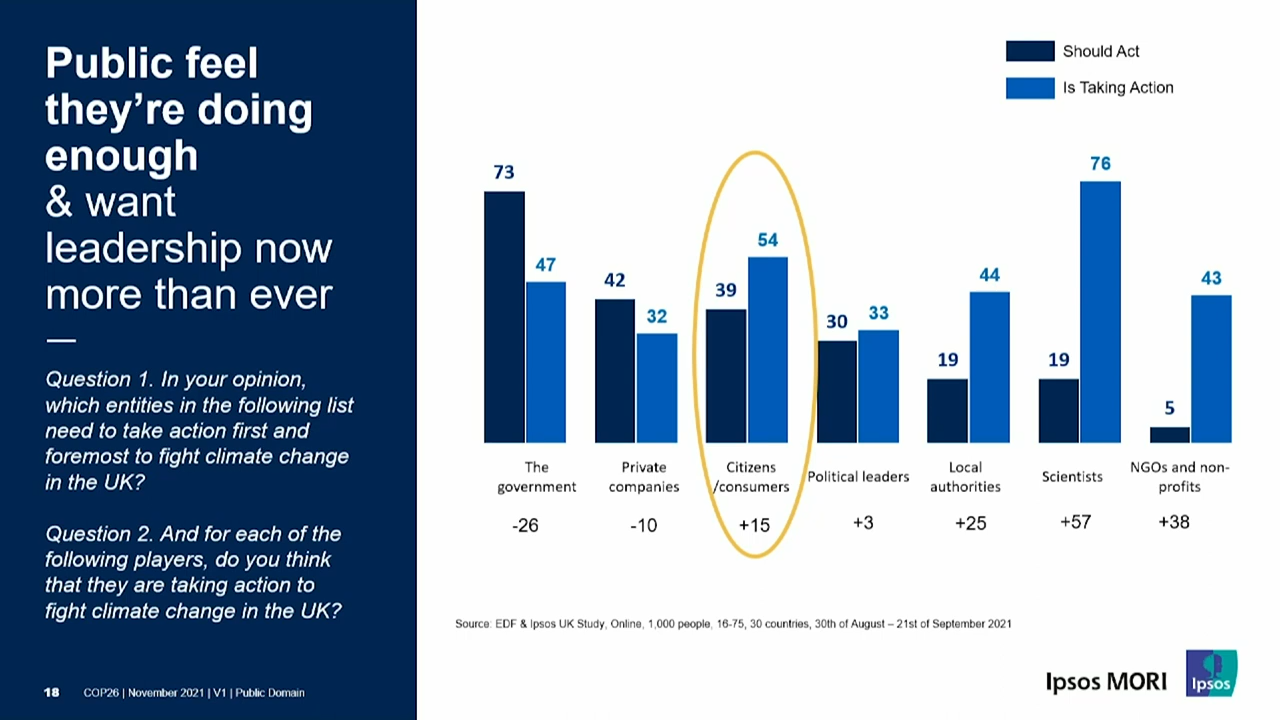 Public feel
they're doing
enough
& want
leadership now
more than ever
Question 1. In your opinion,
which entities in the following list
need to take action first and
foremost to fight climate change
in the UK?
Question 2. And for each of the
following players, do you think
that they are taking action to
fight climate change in the UK?
18 COP26 | November 2021 | V1 | Public Domain
Should Act
Is Taking Action
73 47 42 32 39 54 30 33 19 44 19 76 5 43
The
government
Private
companies
Citizens
/consumers
Political leaders
Local
authorities
Scientists
NGOs and non-
profits
-26 -10 +15 +3 +25 +57 +38
Source: EDF & Ipsos UK Study, Online, 1,000 people, 16-75, 30 countries, 30th of August – 21st of September 2021
Ipsos MORI
Ipsos